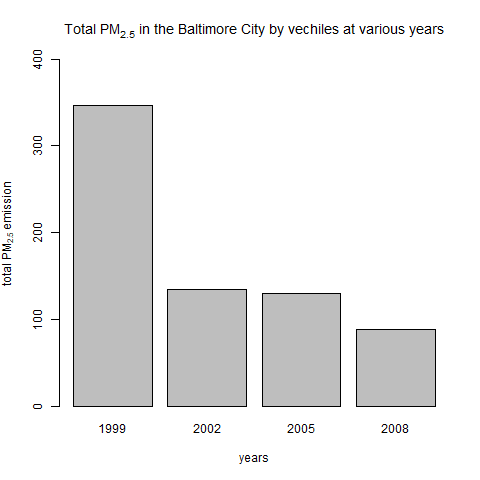 Total PM2.5 in the Baltimore City by vechiles at various years
total PM2.5 emission
400
300
200
100
0
1999 2002 2005 2008
years